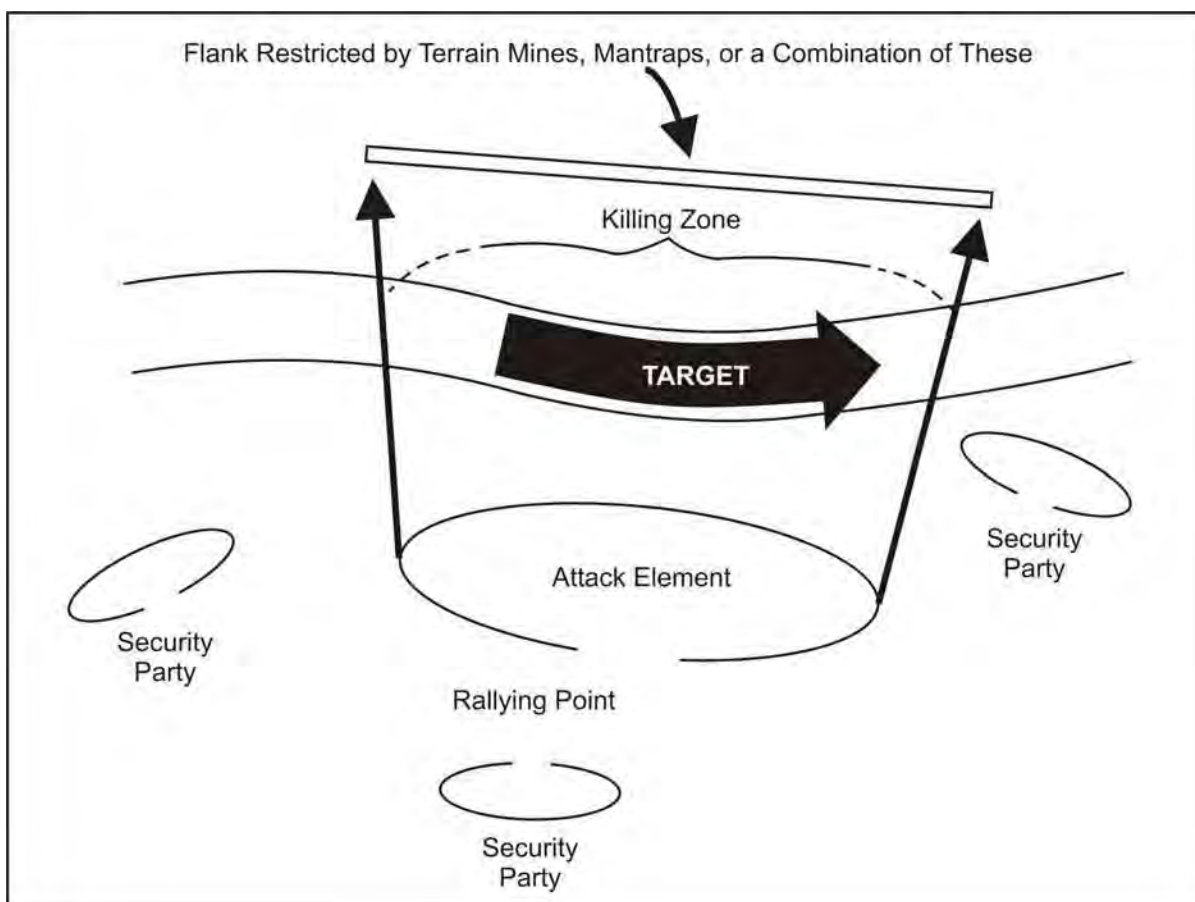 Flank Restricted by Terrain Mines, Mantraps, or a Combination of These
Killing Zone
TARGET
Attack Element
Security
Party
Security
Party
Rallying Point
Security
Party